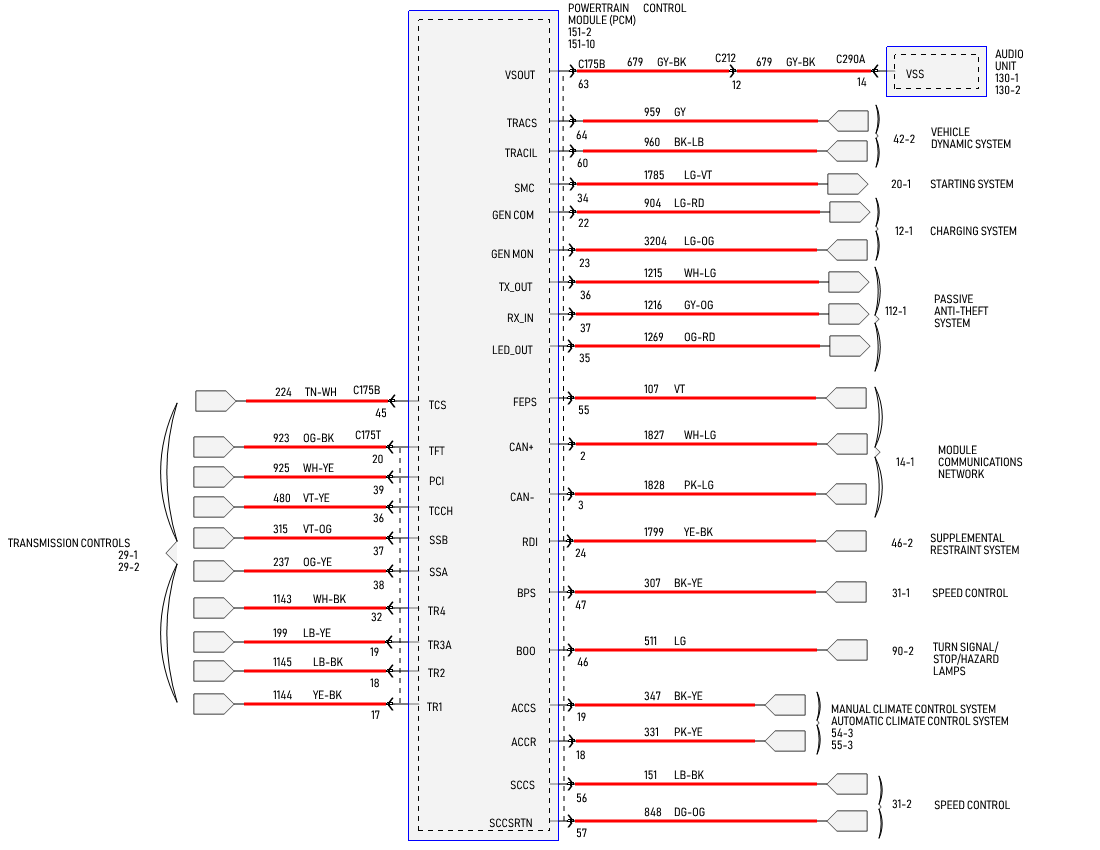 POWERTRAIN CONTROL
MODULE (PCM)
151-2
151-10
VSOUT
C175B
63
679 GY-BK
C212
12
679 GY-BK
C290A
14
VSS
AUDIO
UNIT
130-1
130-2
TRACS
64
959 GY
TRACIL
60
960 BK-LB
42-2
VEHICLE
DYNAMIC SYSTEM
SMC
34
1785 LG-VT
20-1
STARTING SYSTEM
GEN COM
22
904 LG-RD
GEN MON
23
3204 LG-OG
12-1
CHARGING SYSTEM
TX_OUT
36
1215 WH-LG
RX_IN
37
1216 GY-OG
LED_OUT
35
1269 OG-RD
112-1
PASSIVE
ANTI-THEFT
SYSTEM
FEPS
55
107 VT
CAN+
2
1827 WH-LG
CAN-
3
1828 PK-LG
14-1
MODULE
COMMUNICATIONS
NETWORK
RDI
24
1799 YE-BK
46-2
SUPPLEMENTAL
RESTRAINT SYSTEM
BPS
47
307 BK-YE
31-1
SPEED CONTROL
BOO
46
511 LG
90-2
TURN SIGNAL/
STOP/HAZARD
LAMPS
ACCS
19
347 BK-YE
ACCR
18
331 PK-YE
MANUAL CLIMATE CONTROL SYSTEM
AUTOMATIC CLIMATE CONTROL SYSTEM
54-3
55-3
SCCS
56
151 LB-BK
SCCSRTN
57
848 DG-OG
31-2
SPEED CONTROL
TRANSMISSION CONTROLS
29-1
29-2
224 TN-WH
C175B
45
TCS
923 OG-BK
C175T
20
TFT
925 WH-YE
39
PCI
480 VT-YE
36
TCCH
315 VT-OG
37
SSB
237 OG-YE
38
SSA
1143 WH-BK
32
TR4
199 LB-YE
19
TR3A
1145 LB-BK
18
TR2
1144 YE-BK
17
TR1